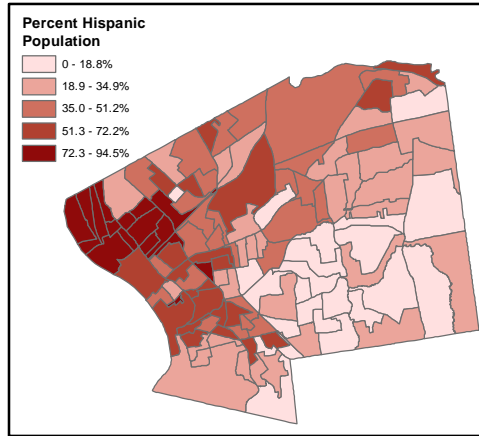 Percent Hispanic
Population
0 - 18.8%
18.9 - 34.9%
35.0 - 51.2%
51.3 - 72.2%
72.3 - 94.5%